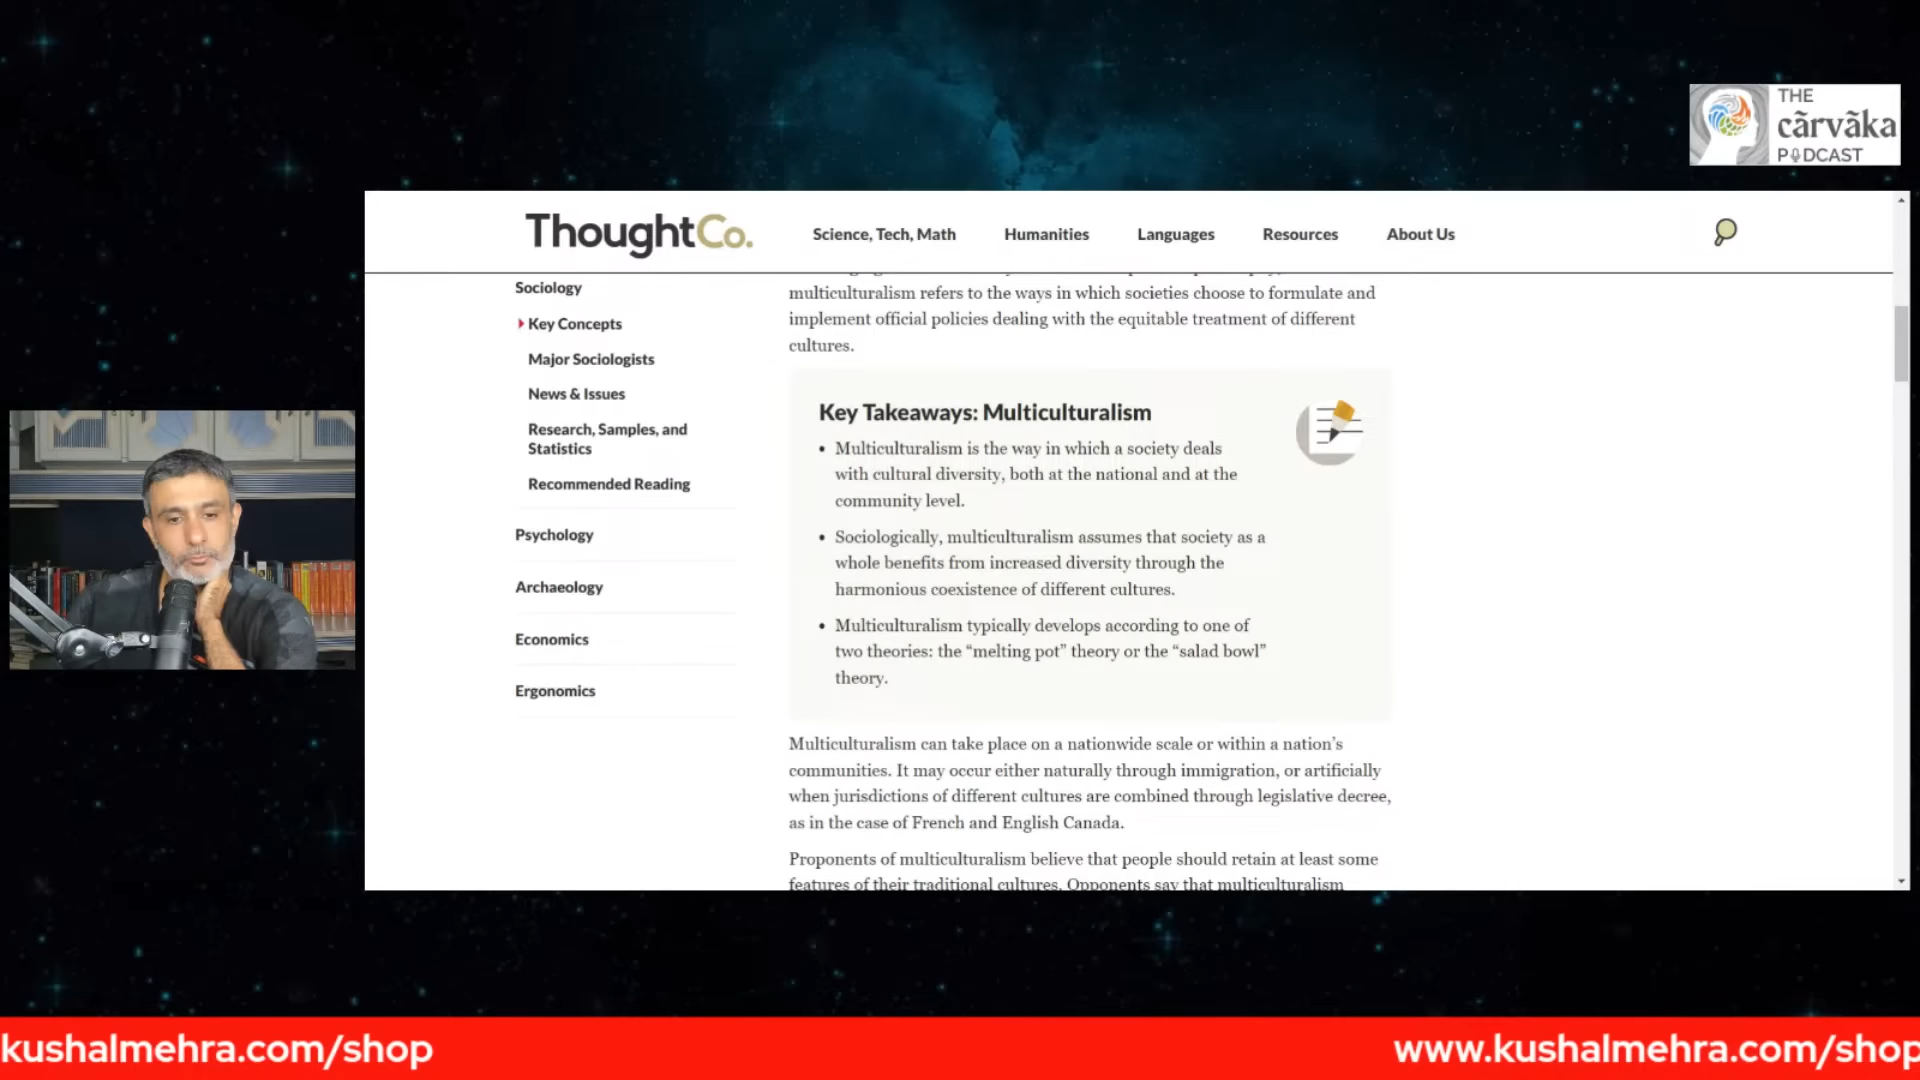 THE
cãrvãka
PODCAST
ThoughtCo.
Science, Tech, Math
Humanities
Languages
Resources
About Us
Sociology
Key Concepts
Major Sociologists
News & Issues
Research, Samples, and
Statistics
Recommended Reading
Psychology
Archaeology
Economics
Ergonomics
multiculturalism refers to the ways in which societies choose to formulate and
implement official policies dealing with the equitable treatment of different
cultures.
Key Takeaways: Multiculturalism
• Multiculturalism is the way in which a society deals
with cultural diversity, both at the national and at the
community level.
• Sociologically, multiculturalism assumes that society as a
whole benefits from increased diversity through the
harmonious coexistence of different cultures.
• Multiculturalism typically develops according to one of
two theories: the “melting pot” theory or the “salad bowl”
theory.
Multiculturalism can take place on a nationwide scale or within a nation’s
communities. It may occur either naturally through immigration, or artificially
when jurisdictions of different cultures are combined through legislative decree,
as in the case of French and English Canada.
Proponents of multiculturalism believe that people should retain at least some
features of their traditional cultures. Opponents say that multiculturalism
kushalmehra.com/shop
www.kushalmehra.com/shop